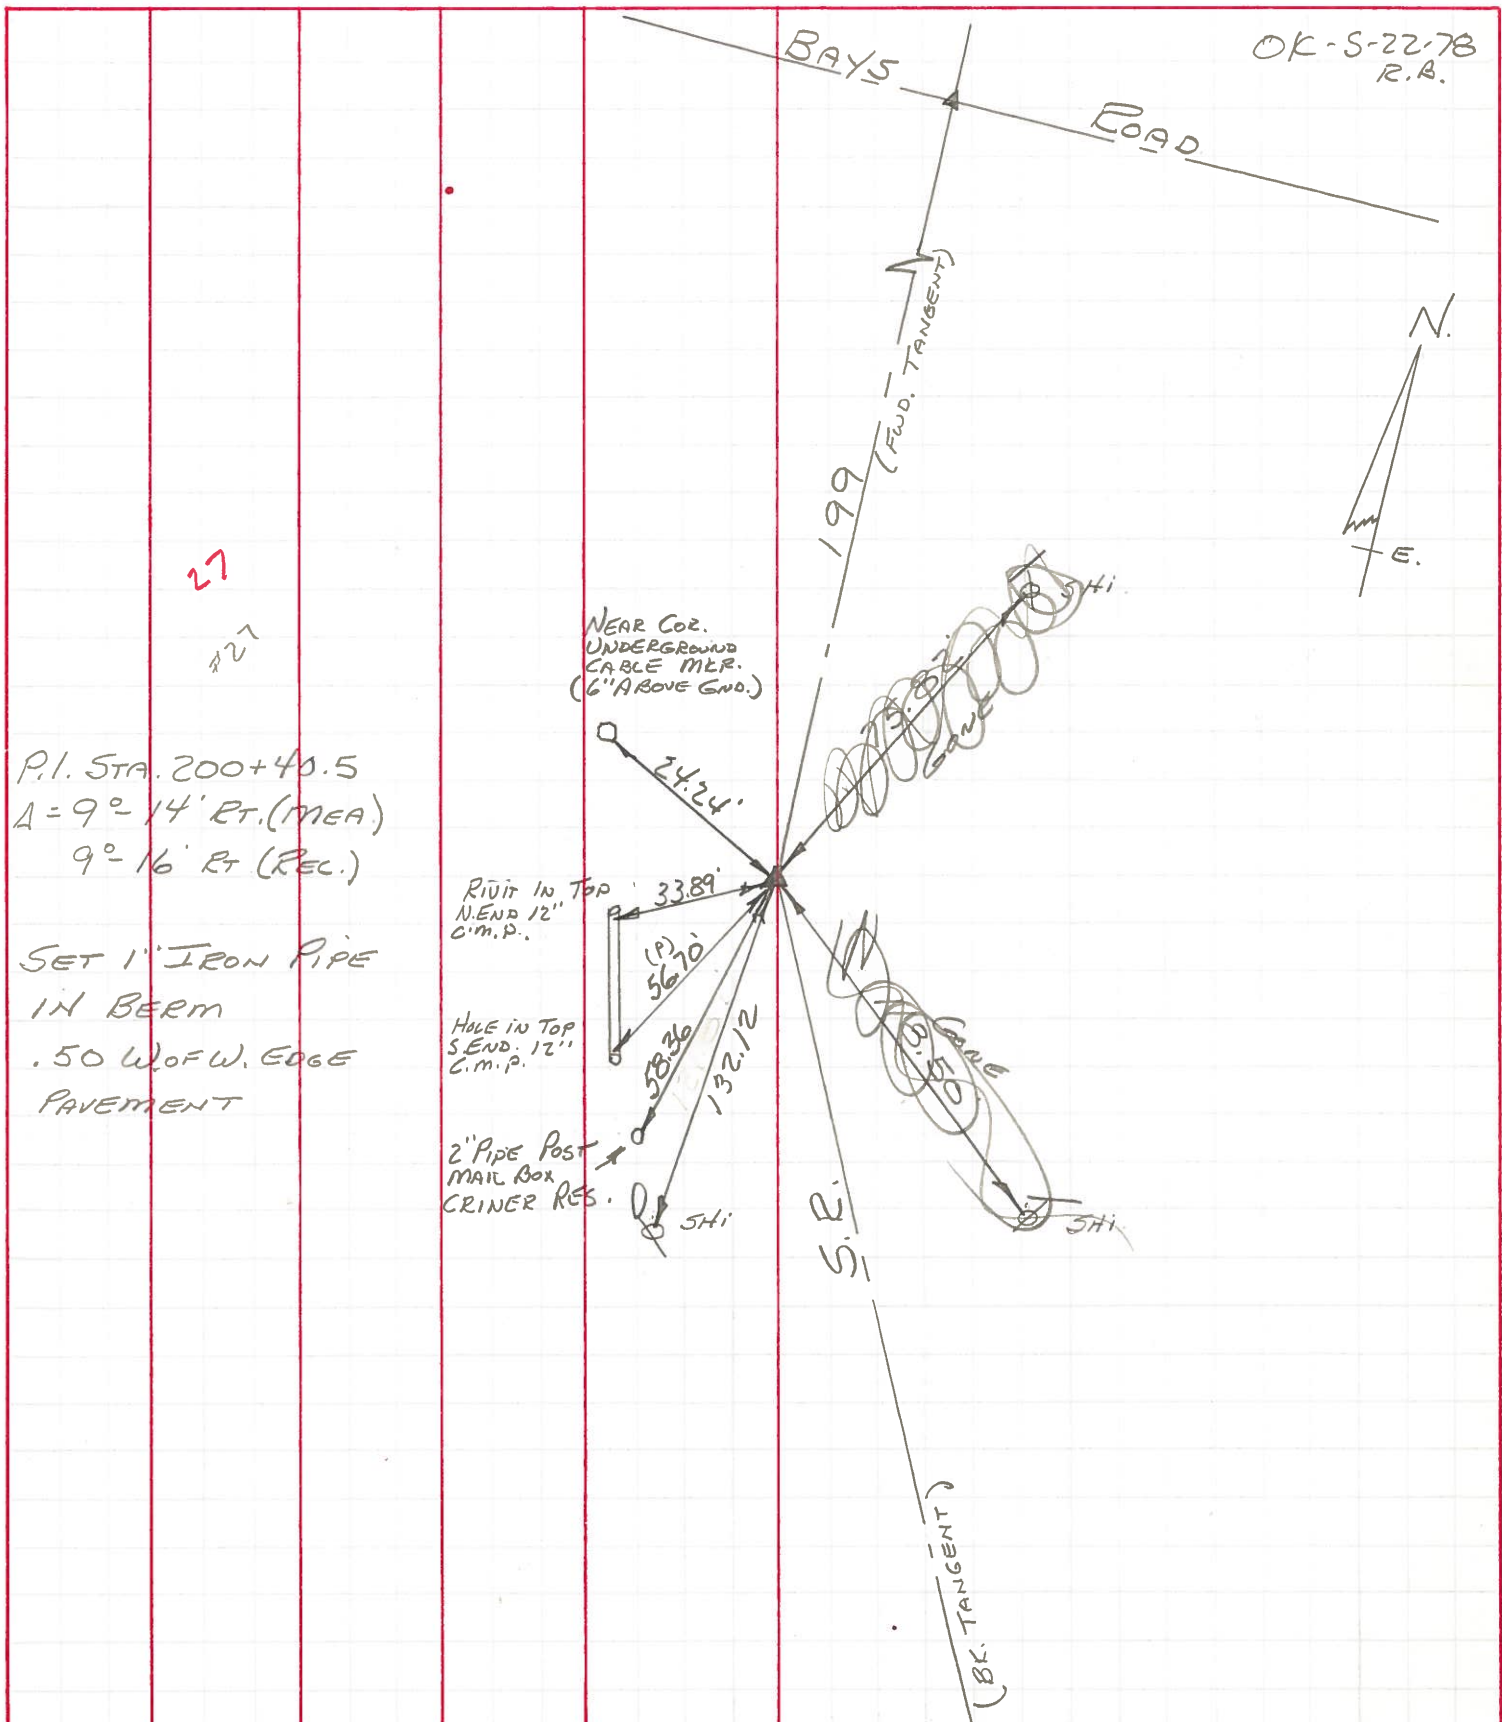 OK-5-22-78
R.B.
BAYS ROAD
N.
E.
199 (FWD. TANGENT)
27
#27
SHI
75.82'
GONE
NEAR COR.
UNDERGROUND
CABLE MKR.
(6" ABOVE GND.)
24.24'
P.I. STA. 200+40.5
Δ = 9°-14' RT. (MEA)
9°-16' RT (REC.)
SET 1" IRON PIPE
IN BERM
.50 W. OF W. EDGE
PAVEMENT
RIVIT IN TOP
N. END 12"
C.M.P.
33.89'
(P)
56.70'
HOLE IN TOP
S. END. 12"
C.M.P.
58.36
132.12
2" PIPE POST
MAIL BOX
CRINER RES.
SHI
GONE
SHI
S.R.
(BK. TANGENT)